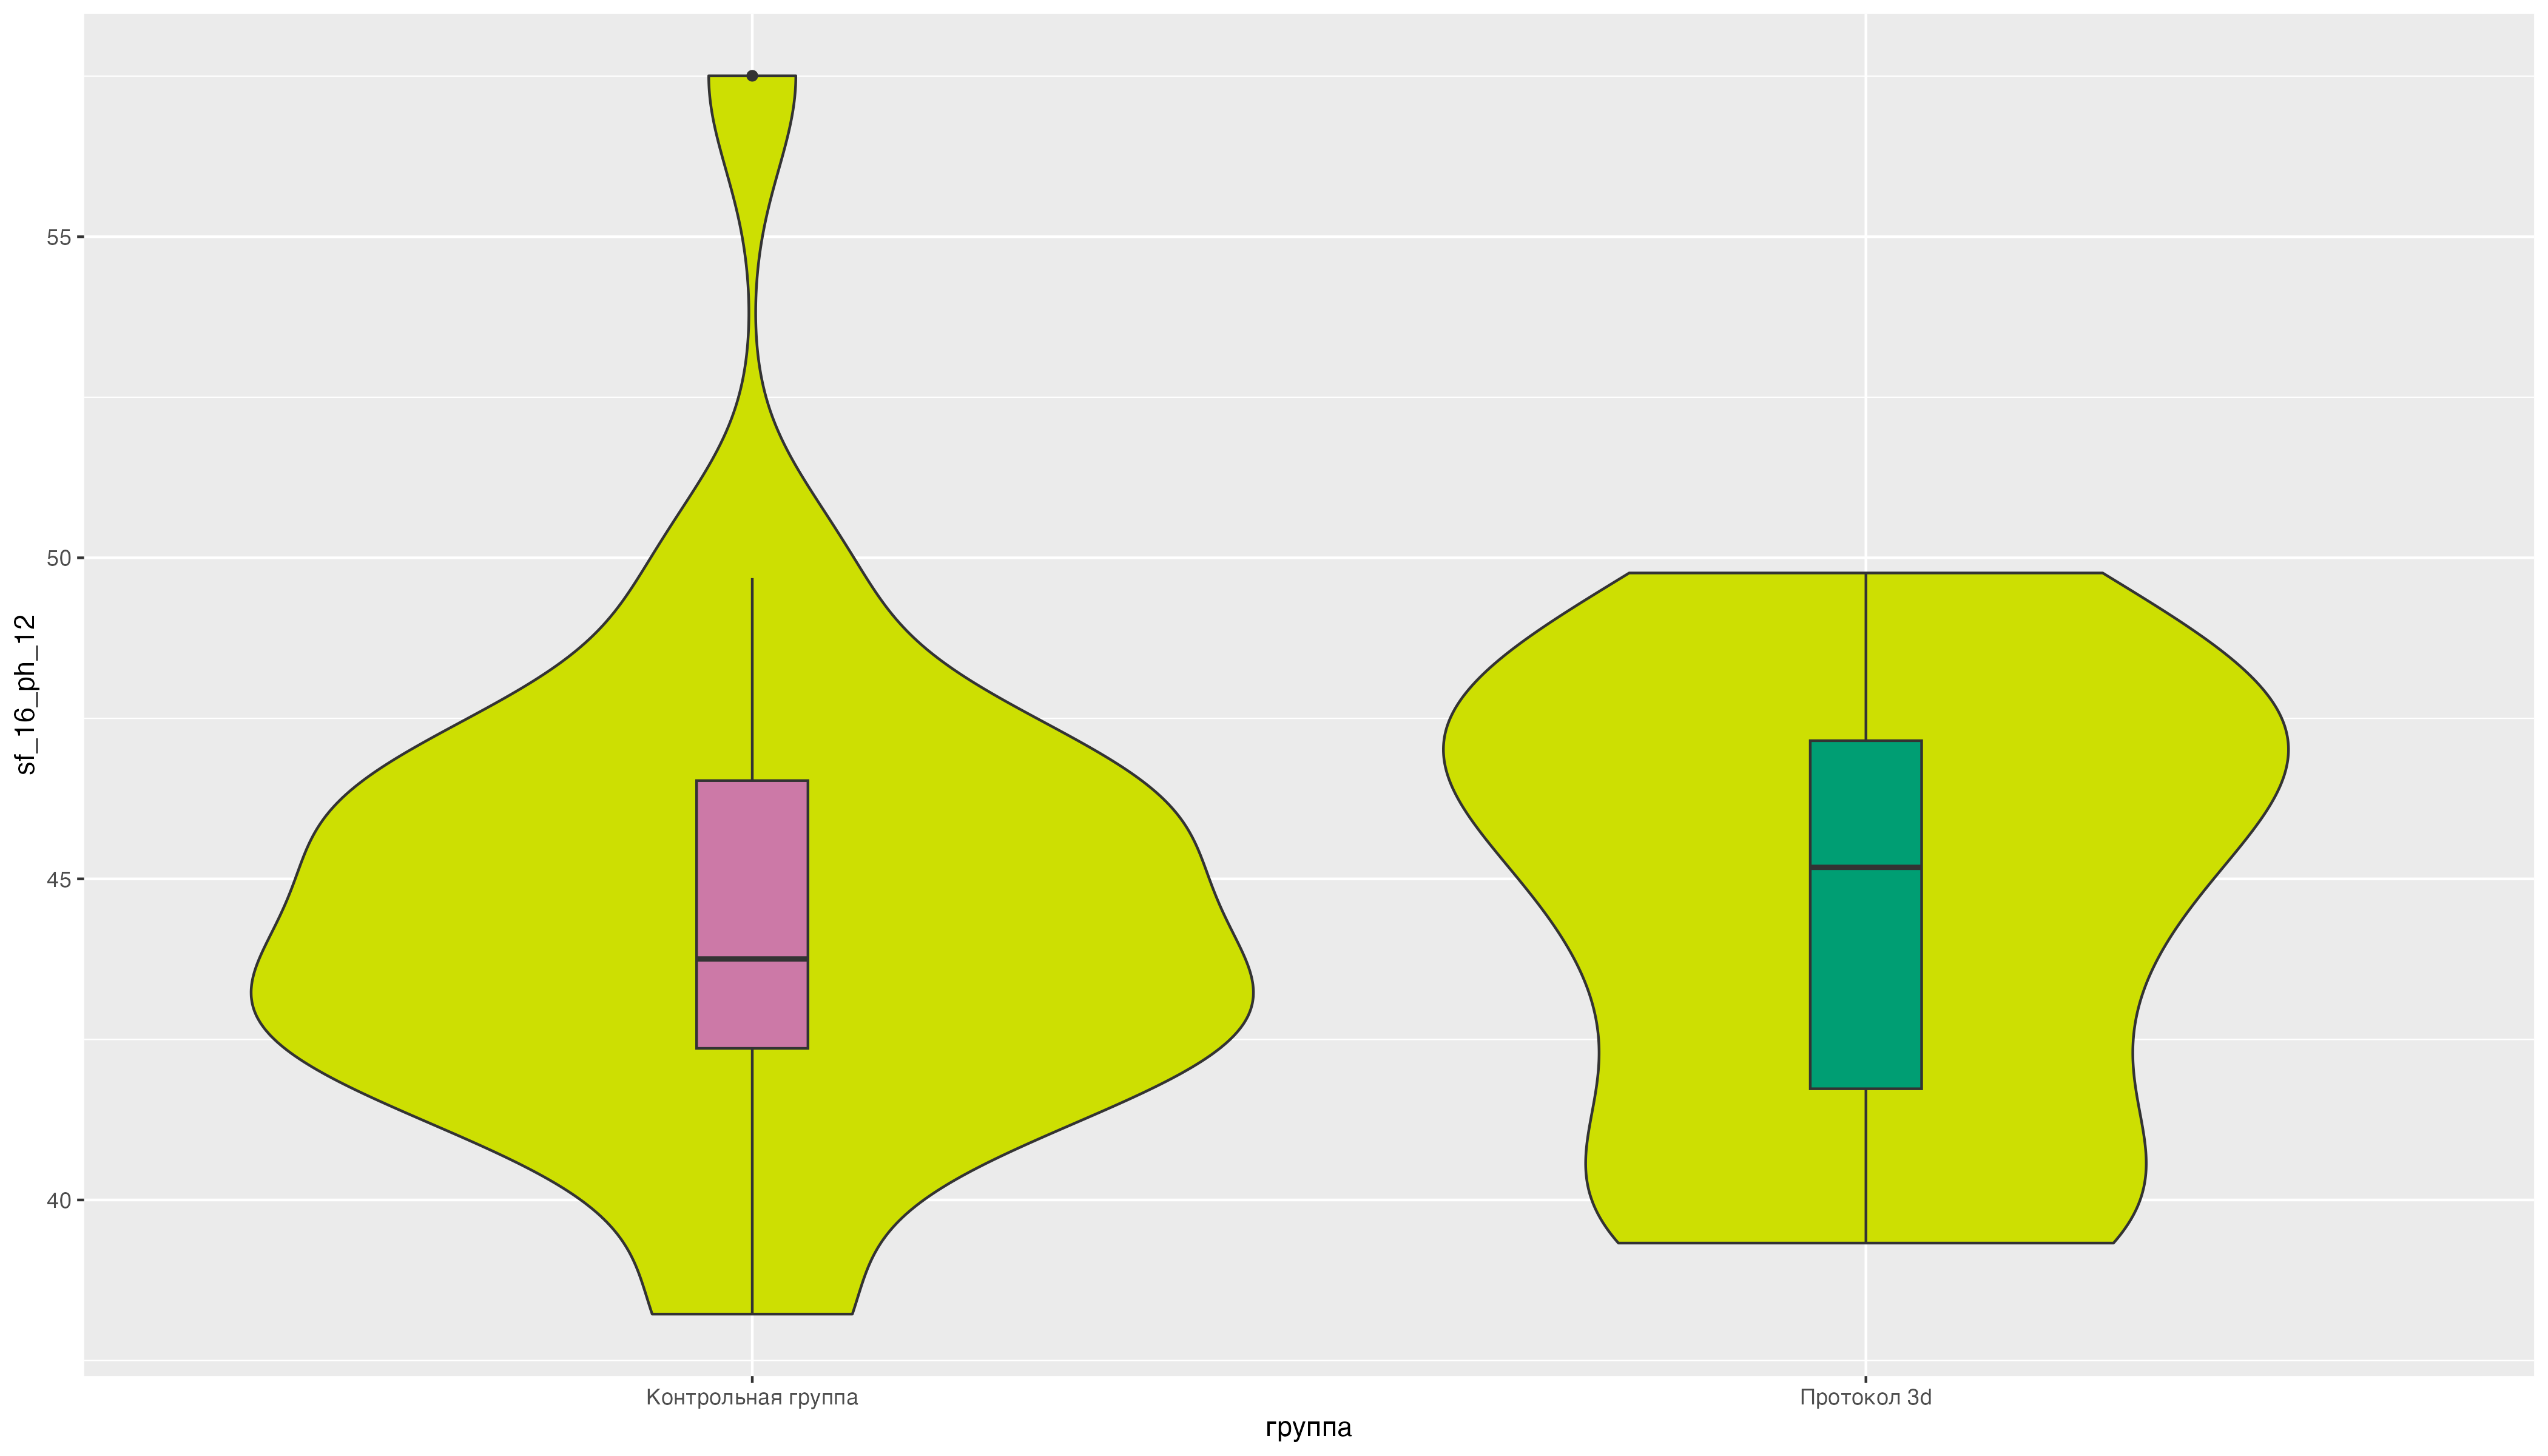 sf_16_ph_12
55
50
45
40
Контрольная группа
Протокол 3d
группа